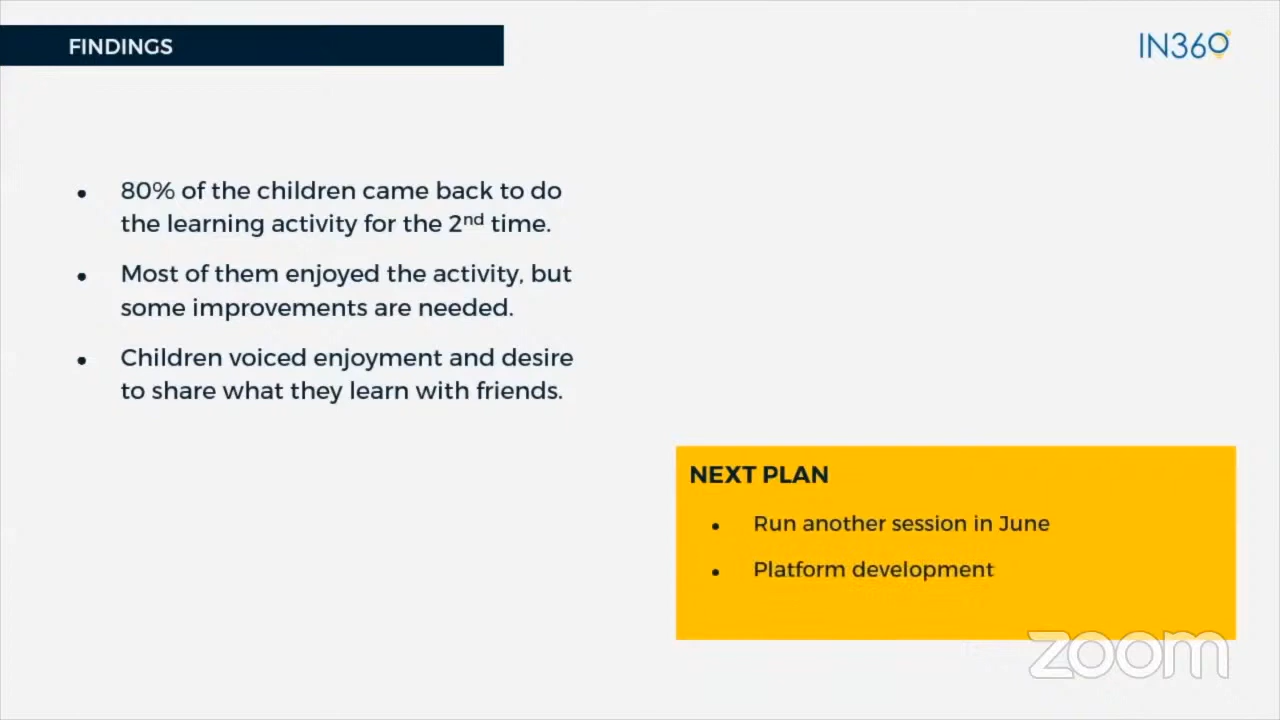 FINDINGS
IN360
• 80% of the children came back to do
the learning activity for the 2nd time.
• Most of them enjoyed the activity, but
some improvements are needed.
• Children voiced enjoyment and desire
to share what they learn with friends.
NEXT PLAN
• Run another session in June
• Platform development
zoom